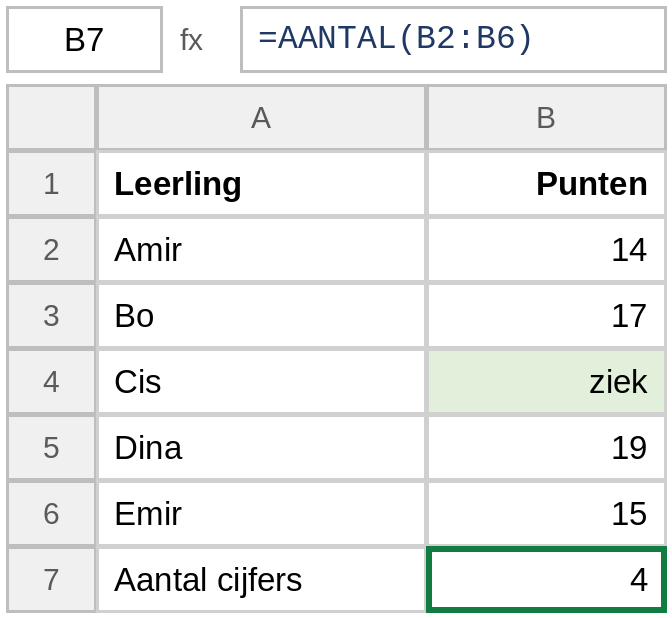 B7 fx =AANTAL(B2:B6)
A B
1 Leerling Punten
2 Amir 14
3 Bo 17
4 Cis ziek
5 Dina 19
6 Emir 15
7 Aantal cijfers 4